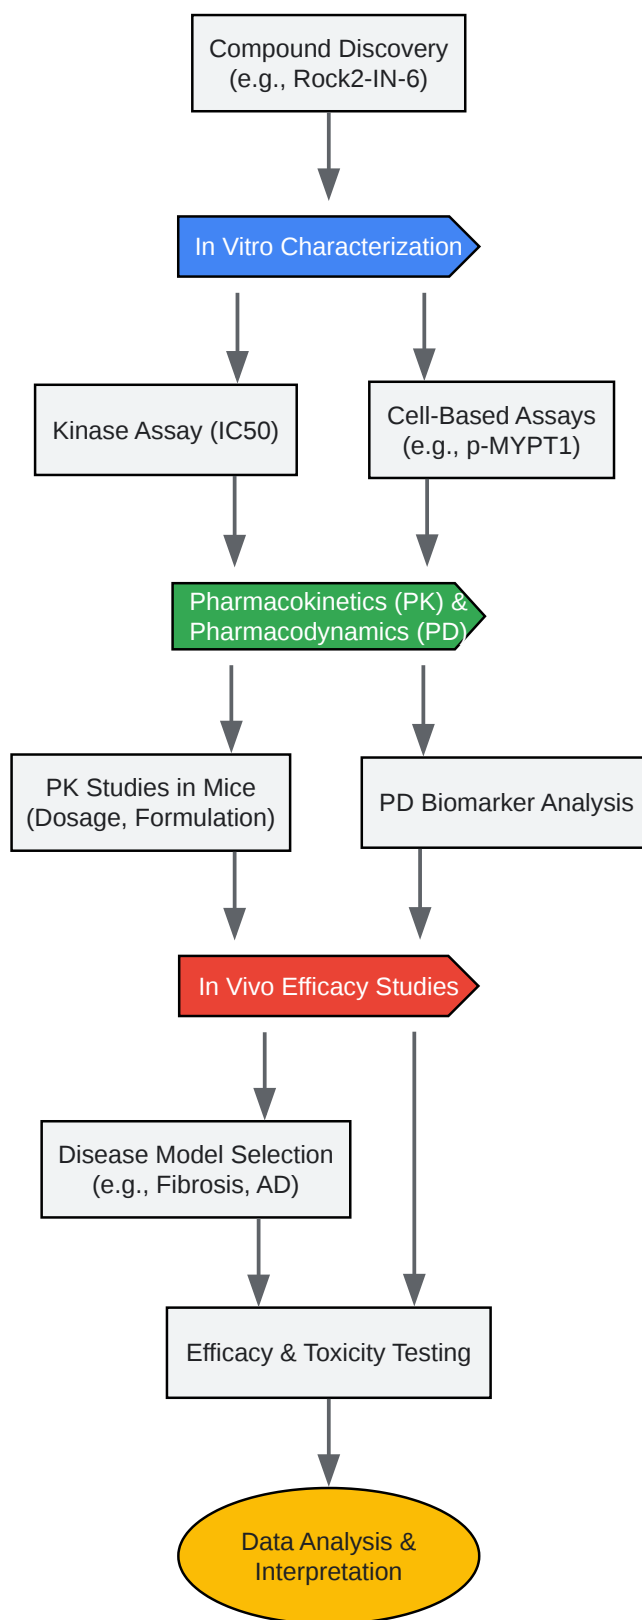 Compound Discovery
(e.g., Rock2-IN-6)
In Vitro Characterization
Kinase Assay (IC50)
Cell-Based Assays
(e.g., p-MYPT1)
Pharmacokinetics (PK) &
Pharmacodynamics (PD)
PK Studies in Mice
(Dosage, Formulation)
PD Biomarker Analysis
In Vivo Efficacy Studies
Disease Model Selection
(e.g., Fibrosis, AD)
Efficacy & Toxicity Testing
Data Analysis &
Interpretation